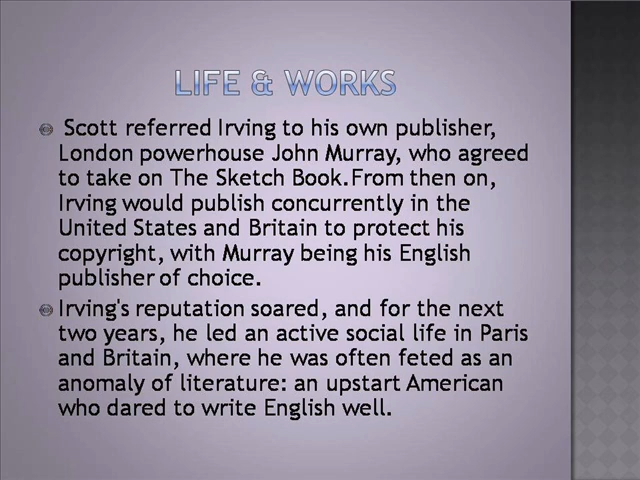 LIFE & WORKS
Scott referred Irving to his own publisher,
London powerhouse John Murray, who agreed
to take on The Sketch Book.From then on,
Irving would publish concurrently in the
United States and Britain to protect his
copyright, with Murray being his English
publisher of choice.
Irving's reputation soared, and for the next
two years, he led an active social life in Paris
and Britain, where he was often feted as an
anomaly of literature: an upstart American
who dared to write English well.